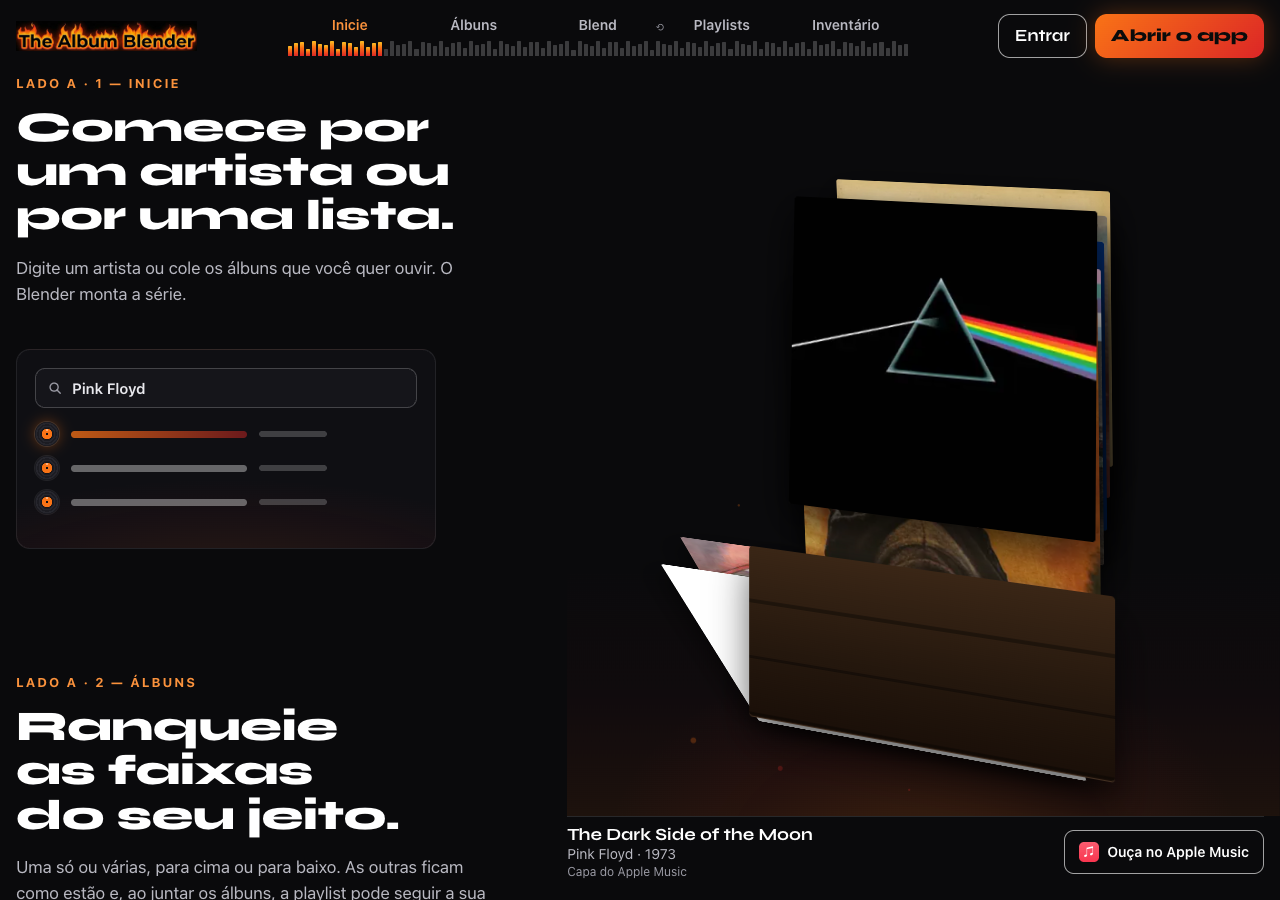 The Album Blender
Inicie
Álbuns
Blend
Playlists
Inventário
Entrar
Abrir o app
LADO A · 1 — INICIE
Comece por
um artista ou
por uma lista.
Digite um artista ou cole os álbuns que você quer ouvir. O
Blender monta a série.
Pink Floyd
LADO A · 2 — ÁLBUNS
Ranqueie
as faixas
do seu jeito.
Uma só ou várias, para cima ou para baixo. As outras ficam
como estão e, ao juntar os álbuns, a playlist pode seguir a sua
The Dark Side of the Moon
Pink Floyd · 1973
Capa do Apple Music
Ouça no Apple Music